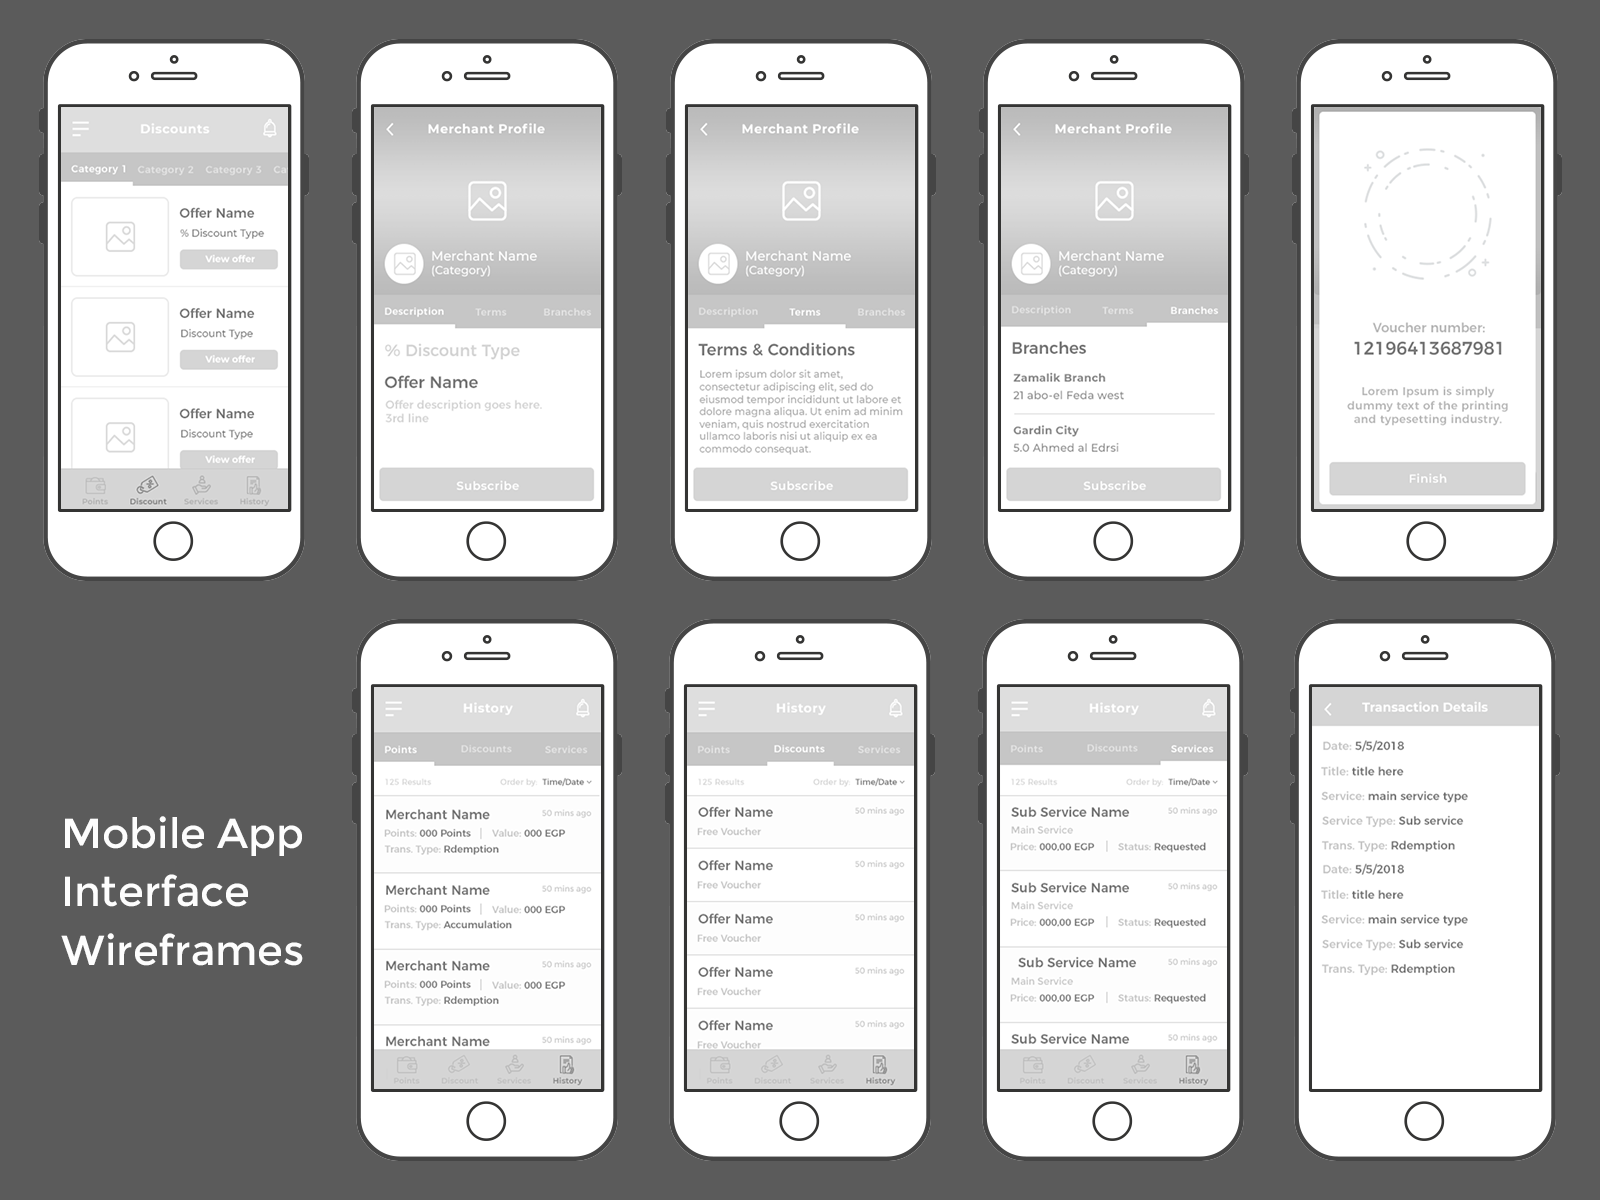 Discounts
Category 1 Category 2 Category 3 Ca
Offer Name
% Discount Type
View offer
Offer Name
Discount Type
View offer
Offer Name
Discount Type
View offer
Points Discount Services History
Merchant Profile
Merchant Name
(Category)
Description Terms Branches
% Discount Type
Offer Name
Offer description goes here.
3rd line
Subscribe
Merchant Profile
Merchant Name
(Category)
Description Terms Branches
Terms & Conditions
Lorem ipsum dolor sit amet,
consectetur adipiscing elit, sed do
eiusmod tempor incididunt ut labore et
dolore magna aliqua. Ut enim ad minim
veniam, quis nostrud exercitation
ullamco laboris nisi ut aliquip ex ea
commodo consequat.
Subscribe
Merchant Profile
Merchant Name
(Category)
Description Terms Branches
Branches
Zamalik Branch
21 abo-el Feda west
Gardin City
5.0 Ahmed al Edrsi
Subscribe
Voucher number:
12196413687981
Lorem Ipsum is simply
dummy text of the printing
and typesetting industry.
Finish
Mobile App
Interface
Wireframes
History
Points Discounts Services
125 Results Order by: Time/Date
Merchant Name 50 mins ago
Points: 000 Points | Value: 000 EGP
Trans. Type: Rdemption
Merchant Name 50 mins ago
Points: 000 Points | Value: 000 EGP
Trans. Type: Accumulation
Merchant Name 50 mins ago
Points: 000 Points | Value: 000 EGP
Trans. Type: Rdemption
Merchant Name 50 mins ago
Points Discount Services History
History
Points Discounts Services
125 Results Order by: Time/Date
Offer Name 50 mins ago
Free Voucher
Offer Name 50 mins ago
Free Voucher
Offer Name 50 mins ago
Free Voucher
Offer Name 50 mins ago
Free Voucher
Offer Name 50 mins ago
Free Voucher
Points Discount Services History
History
Points Discounts Services
125 Results Order by: Time/Date
Sub Service Name 50 mins ago
Main Service
Price: 000,00 EGP | Status: Requested
Sub Service Name 50 mins ago
Main Service
Price: 000,00 EGP | Status: Requested
Sub Service Name 50 mins ago
Main Service
Price: 000,00 EGP | Status: Requested
Sub Service Name 50 mins ago
Points Discount Services History
Transaction Details
Date: 5/5/2018
Title: title here
Service: main service type
Service Type: Sub service
Trans. Type: Rdemption
Date: 5/5/2018
Title: title here
Service: main service type
Service Type: Sub service
Trans. Type: Rdemption